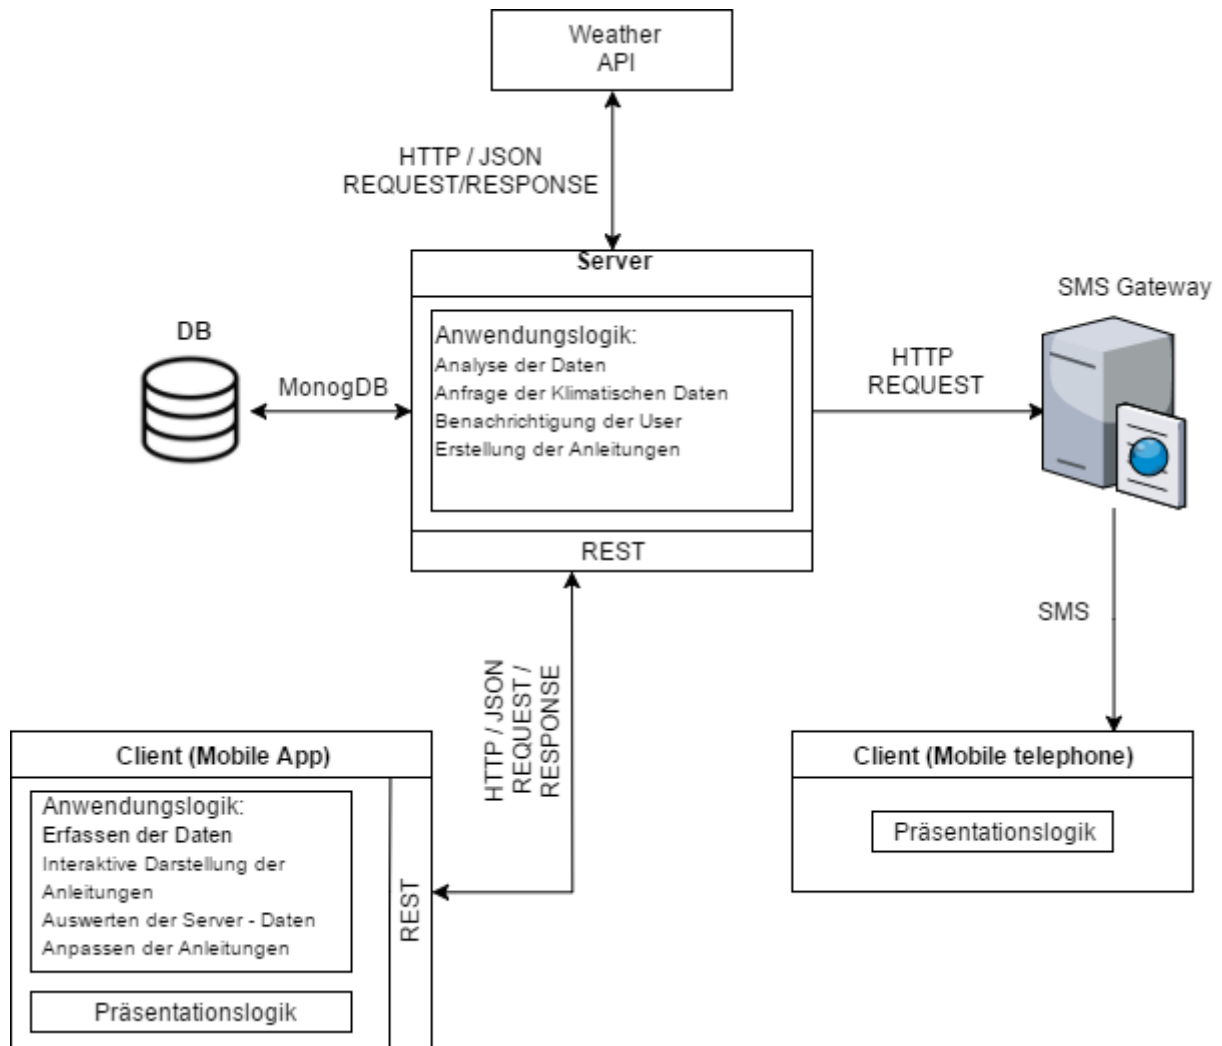 Weather
API
HTTP / JSON
REQUEST/RESPONSE
Server
SMS Gateway
DB
MonogDB
Anwendungslogik:
Analyse der Daten
Anfrage der Klimatischen Daten
Benachrichtigung der User
Erstellung der Anleitungen
HTTP
REQUEST
REST
SMS
HTTP / JSON
REQUEST /
RESPONSE
Client (Mobile App)
Anwendungslogik:
Erfassen der Daten
Interaktive Darstellung der
Anleitungen
Auswerten der Server - Daten
Anpassen der Anleitungen
REST
Präsentationslogik
Client (Mobile telephone)
Präsentationslogik